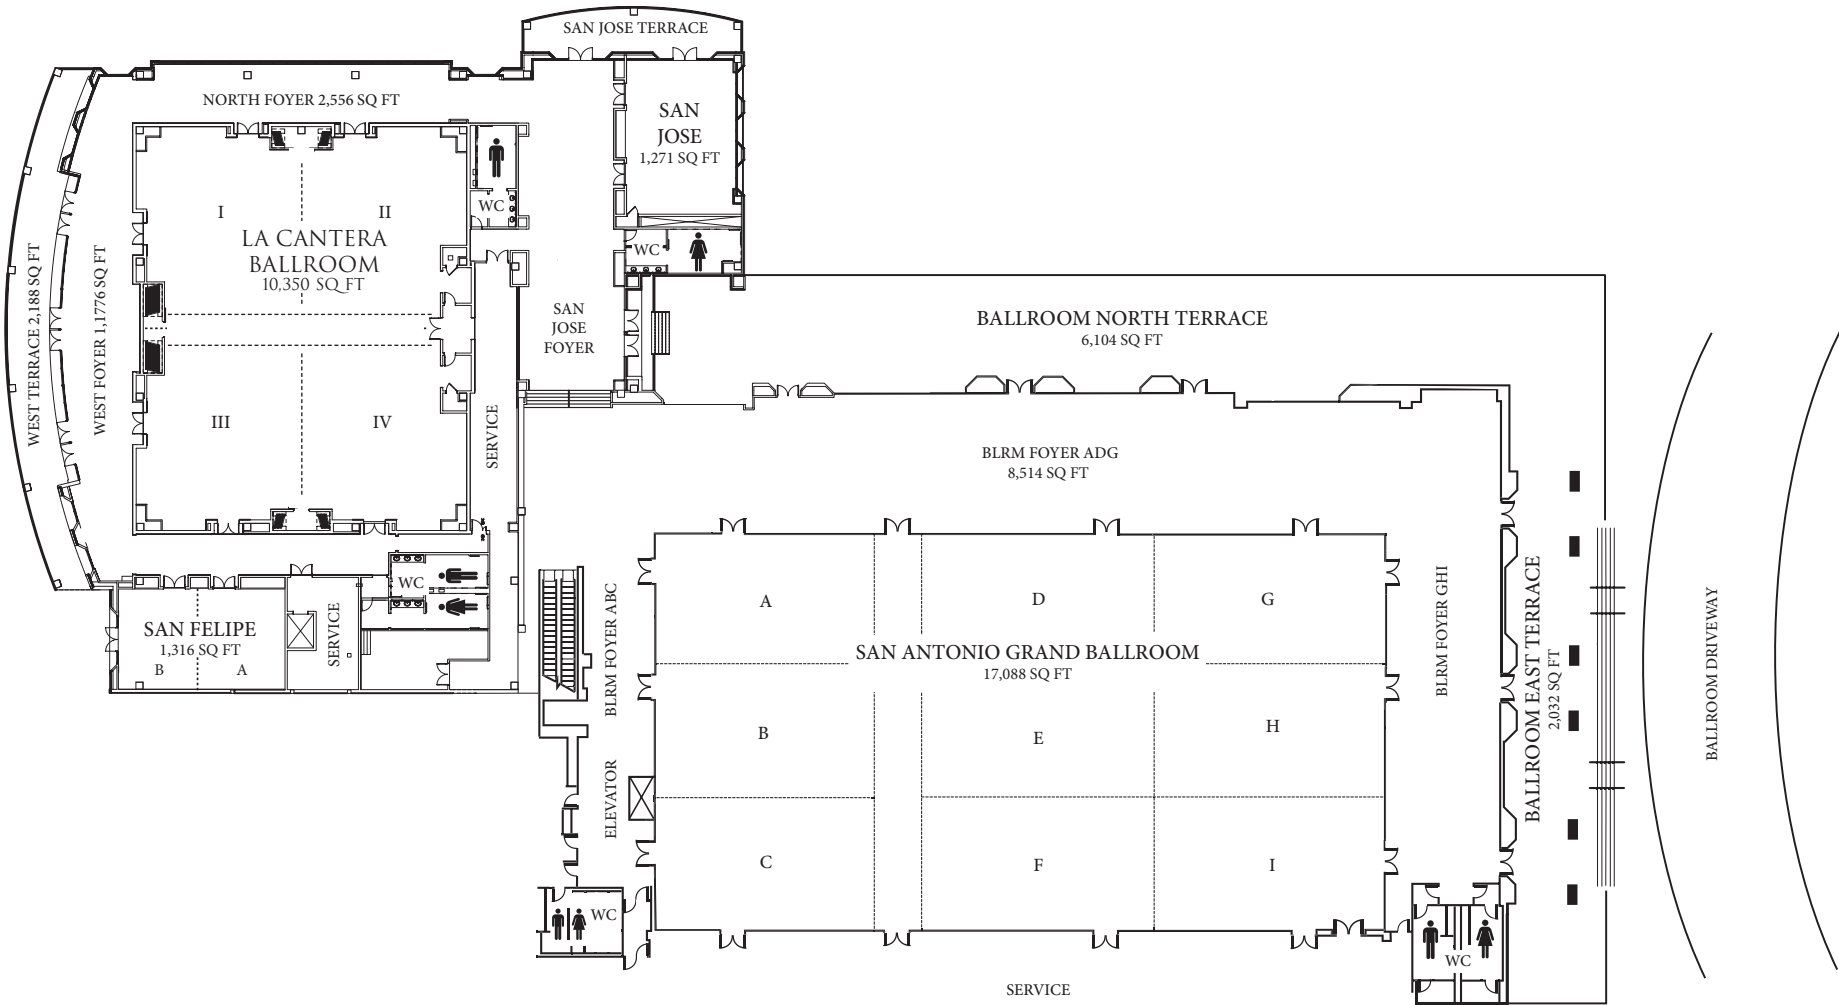 SAN JOSE TERRACE
NORTH FOYER 2,556 SQ FT
SAN
JOSE
1,271 SQ FT
WC
I
II
LA CANTERA
BALLROOM
10,350 SQ FT
WC
WEST TERRACE 2,188 SQ FT
WEST FOYER 1,1776 SQ FT
SAN
JOSE
FOYER
BALLROOM NORTH TERRACE
6,104 SQ FT
III
IV
SERVICE
BLRM FOYER ADG
8,514 SQ FT
WC
SAN FELIPE
1,316 SQ FT
B
A
SERVICE
BLRM FOYER ABC
A
D
G
SAN ANTONIO GRAND BALLROOM
17,088 SQ FT
BLRM FOYER GHI
BALLROOM EAST TERRACE
2,032 SQ FT
BALLROOM DRIVEWAY
B
E
H
ELEVATOR
C
F
I
WC
WC
SERVICE